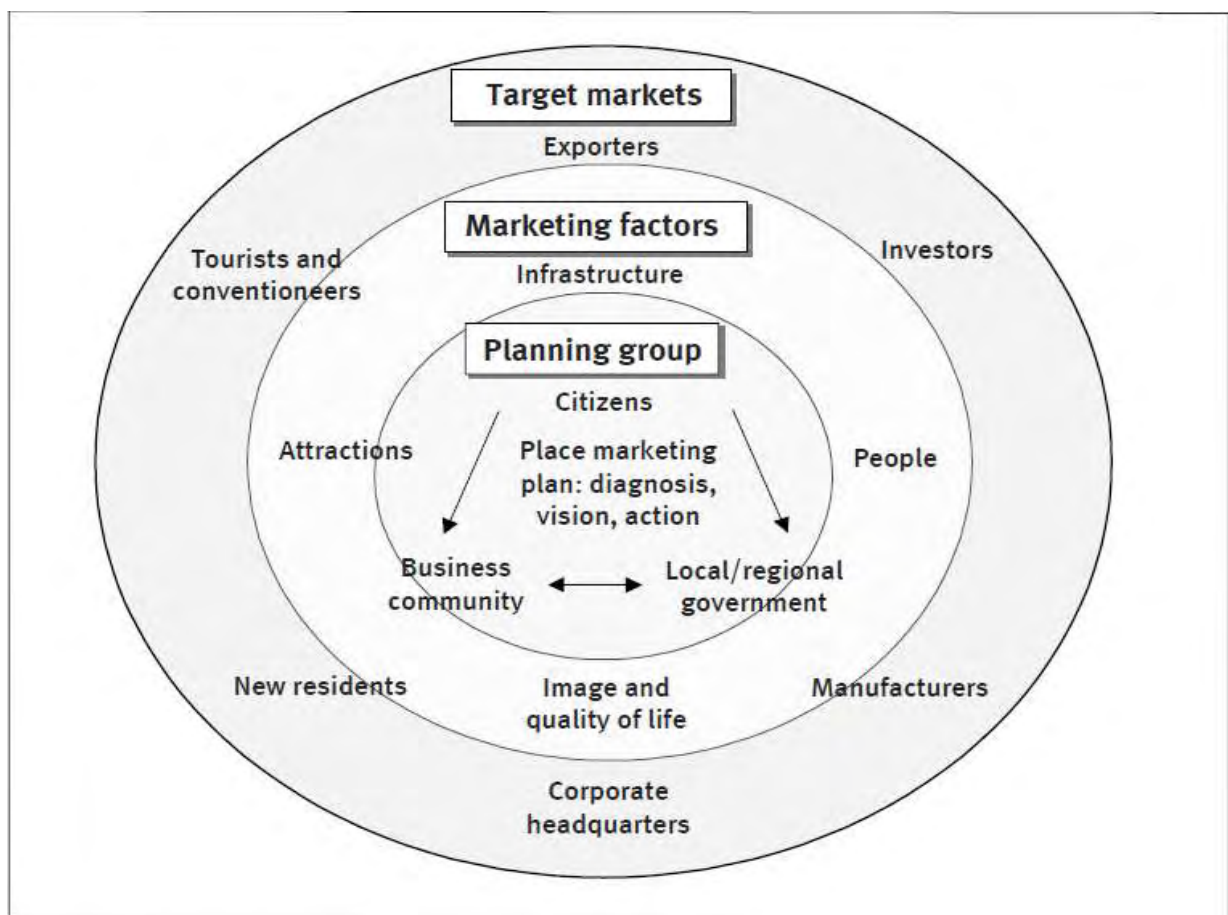 Target markets
Exporters
Marketing factors
Infrastructure
Tourists and
conventioneers
Investors
Planning group
Citizens
Attractions
Place marketing
plan: diagnosis,
vision, action
People
Business
community
Local/regional
government
New residents
Image and
quality of life
Manufacturers
Corporate
headquarters